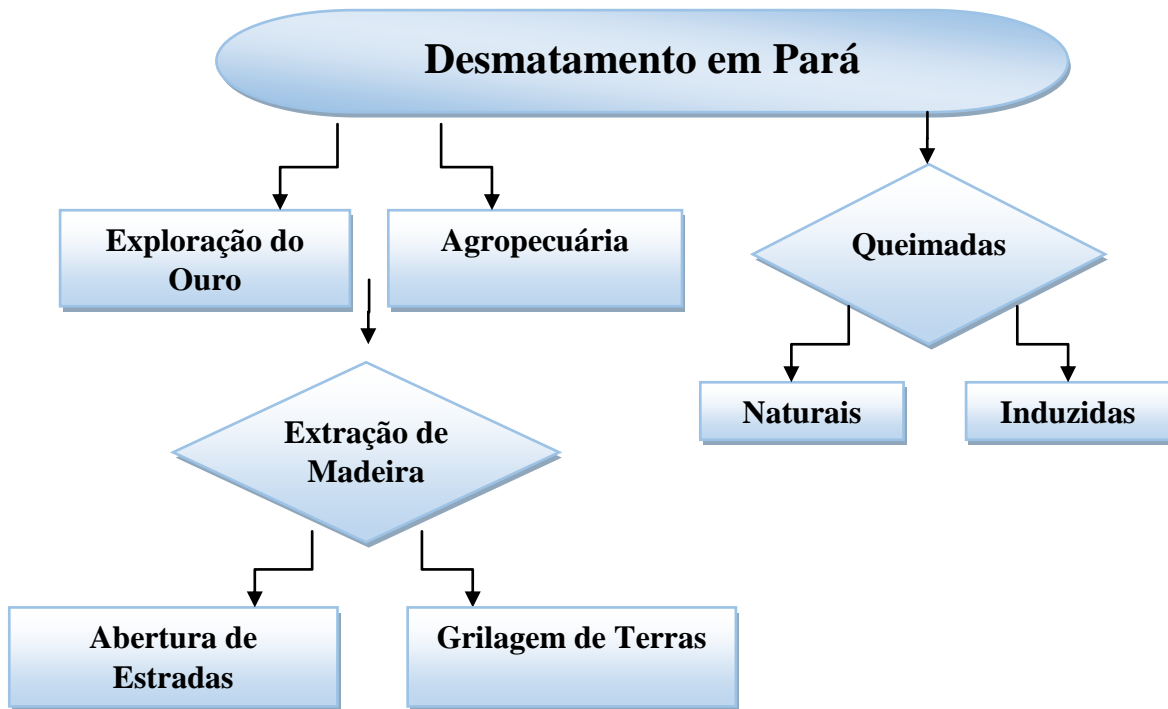 Desmatamento em Pará
Exploração do
Ouro
Agropecuária
Queimadas
Naturais
Induzidas
Extração de
Madeira
Abertura de
Estradas
Grilagem de Terras